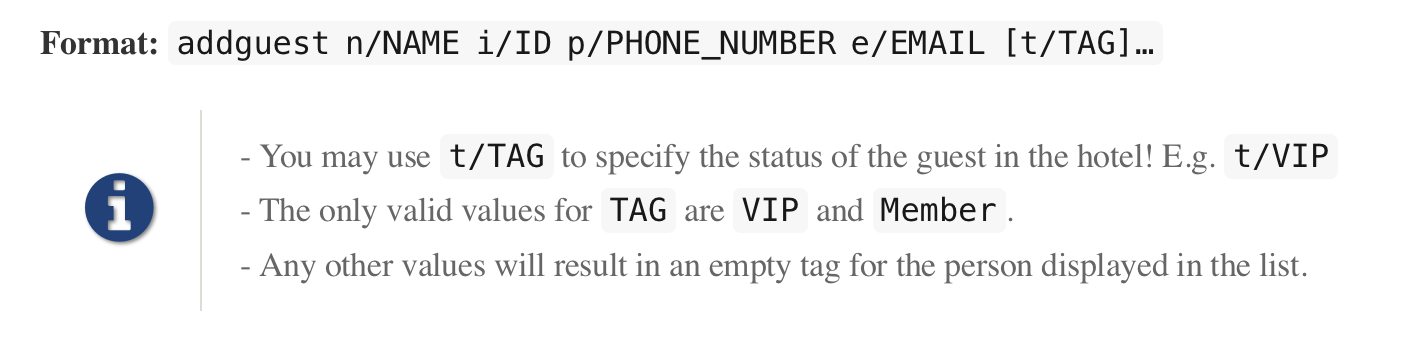 Format: addguest n/NAME i/ID p/PHONE_NUMBER e/EMAIL [t/TAG]…
- You may use t/TAG to specify the status of the guest in the hotel! E.g. t/VIP
- The only valid values for TAG are VIP and Member.
- Any other values will result in an empty tag for the person displayed in the list.